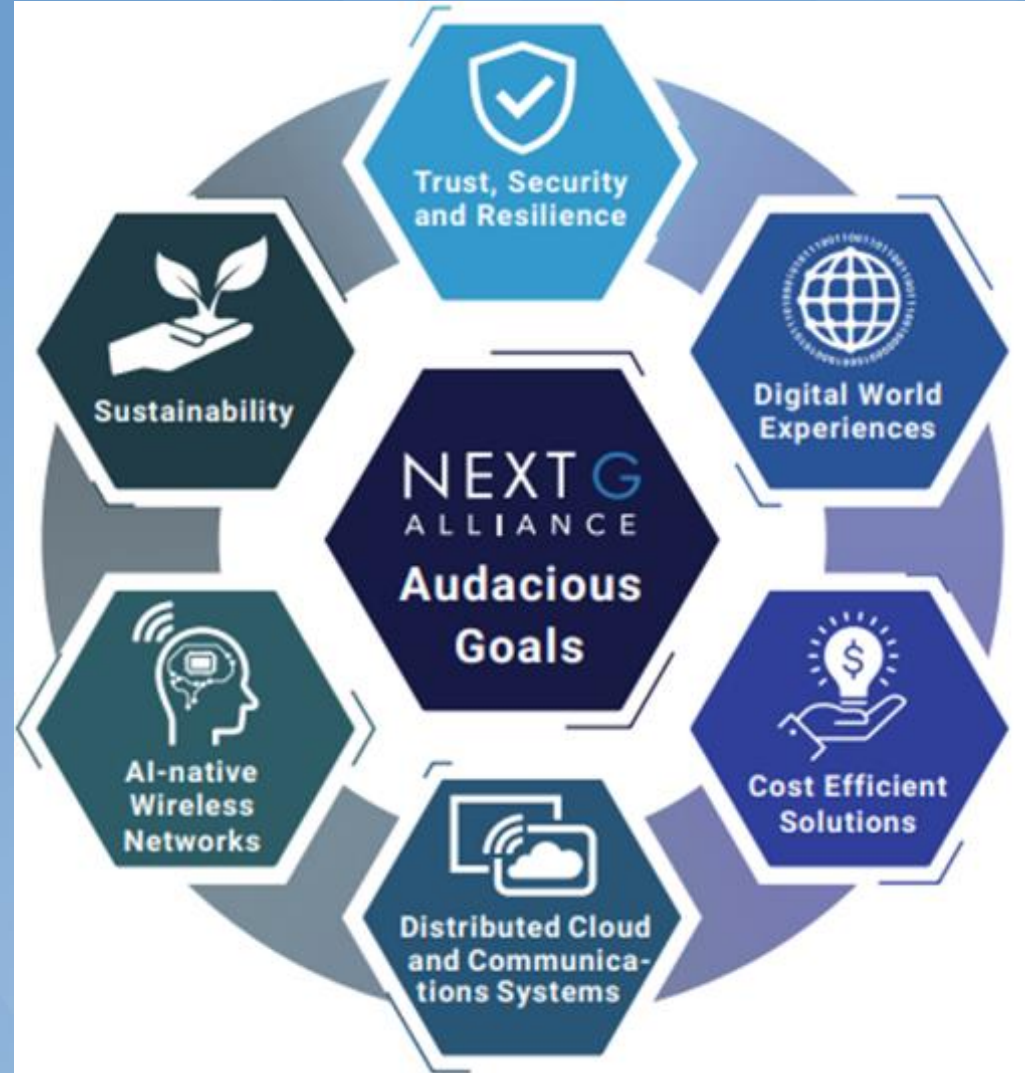 Trust, Security
and Resilience
Sustainability
Digital World
Experiences
NEXT G
ALLIANCE
Audacious
Goals
AI-native
Wireless
Networks
$
Cost Efficient
Solutions
Distributed Cloud
and Communica-
tions Systems